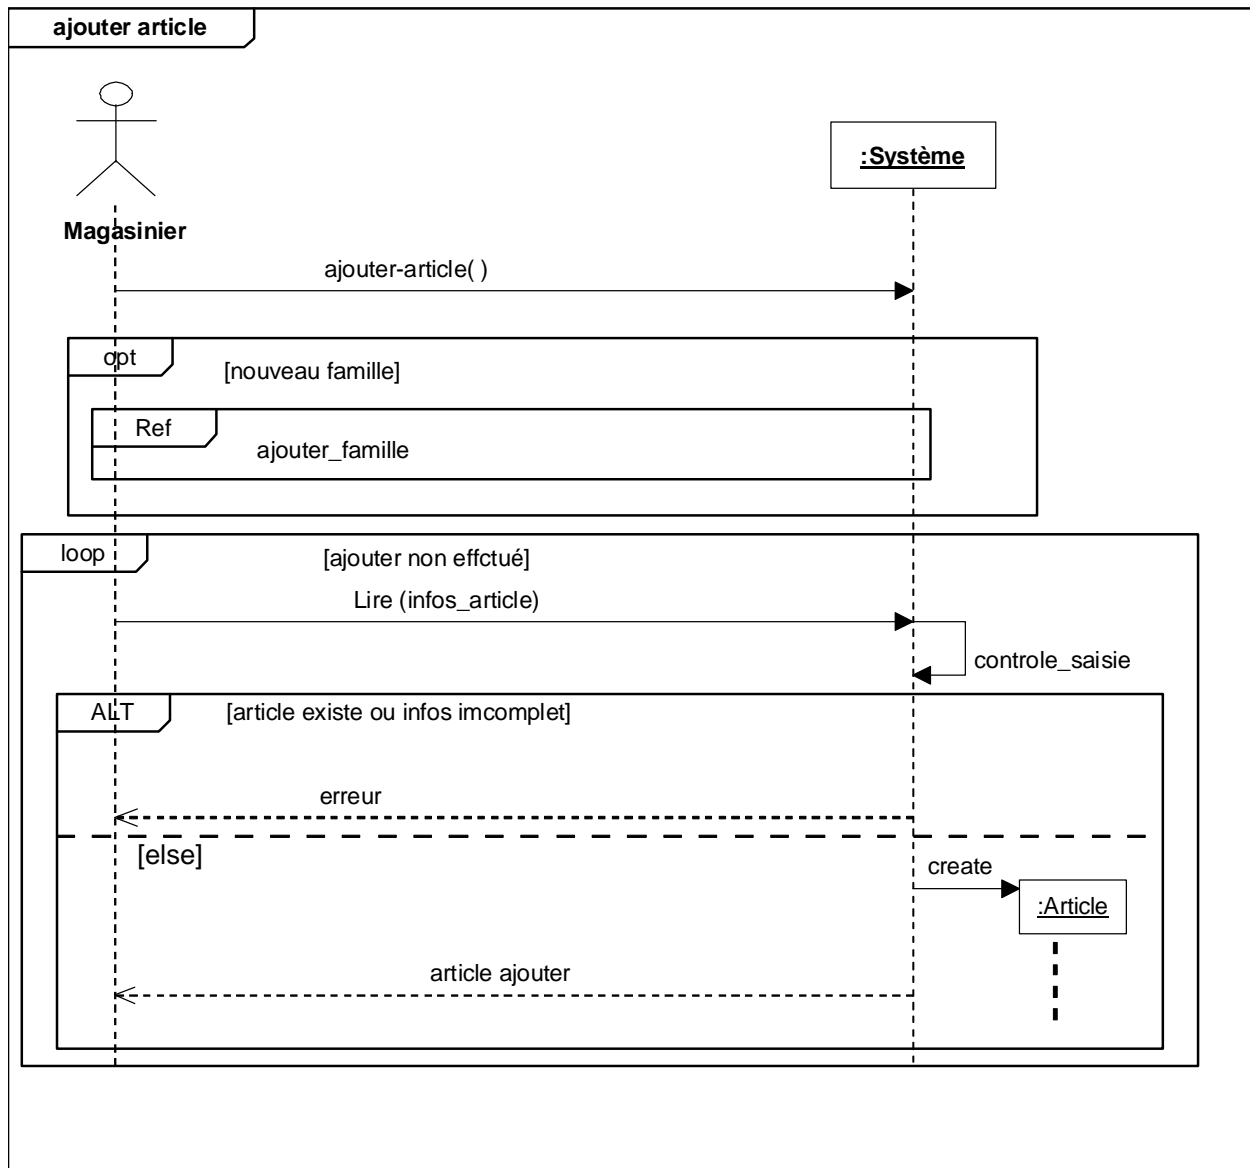 ajouter article
:Système
Magasinier
ajouter-article( )
opt
[nouveau famille]
Ref
ajouter_famille
loop
[ajouter non effctué]
Lire (infos_article)
controle_saisie
ALT
[article existe ou infos imcomplet]
erreur
[else]
create
:Article
article ajouter